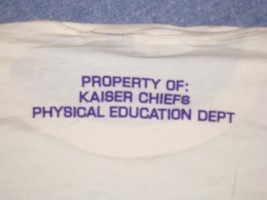 PROPERTY OF:
KAISER CHIEFS
PHYSICAL EDUCATION DEPT